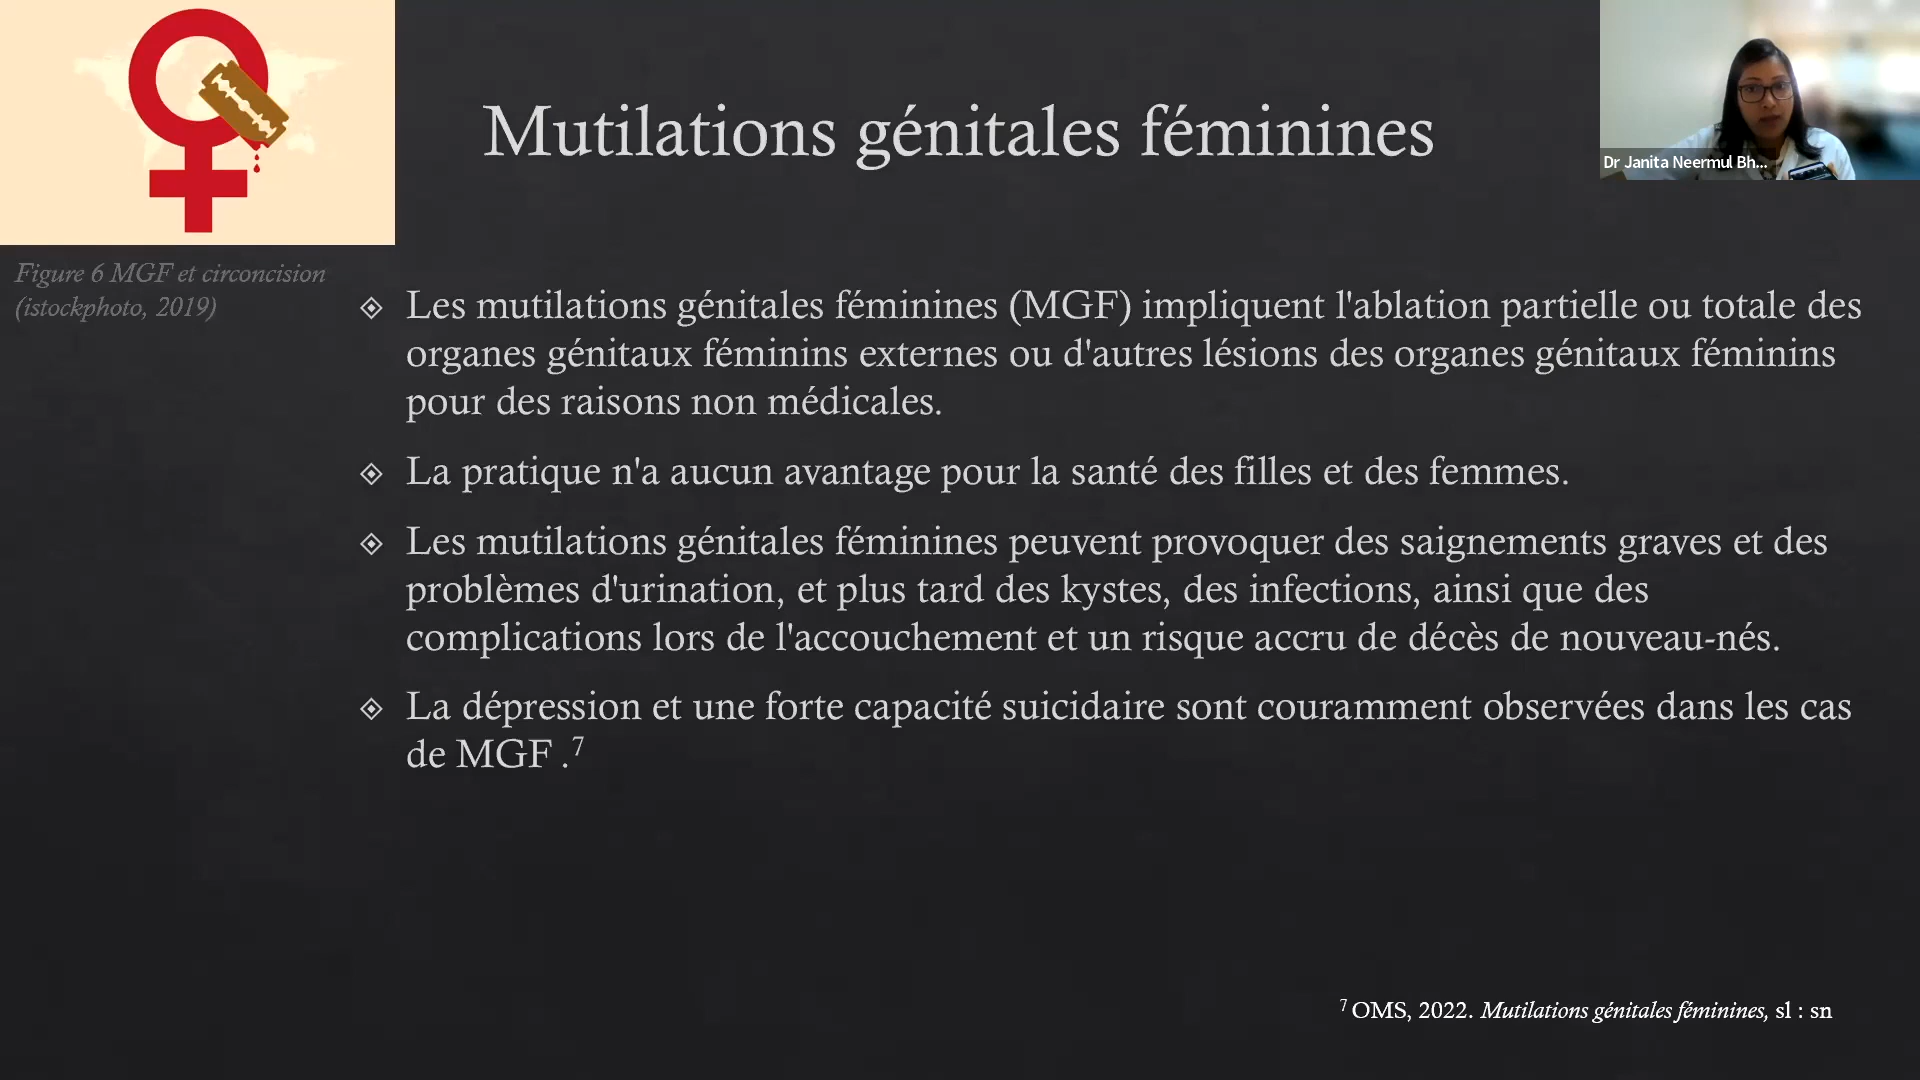 Mutilations génitales féminines
Dr Janita Neermul Bh...
Figure 6 MGF et circoncision
(istockphoto, 2019)
Les mutilations génitales féminines (MGF) impliquent l'ablation partielle ou totale des
organes génitaux féminins externes ou d'autres lésions des organes génitaux féminins
pour des raisons non médicales.
La pratique n'a aucun avantage pour la santé des filles et des femmes.
Les mutilations génitales féminines peuvent provoquer des saignements graves et des
problèmes d'urination, et plus tard des kystes, des infections, ainsi que des
complications lors de l'accouchement et un risque accru de décès de nouveau-nés.
La dépression et une forte capacité suicidaire sont couramment observées dans les cas
de MGF .⁷
⁷ OMS, 2022. Mutilations génitales féminines, sl : sn